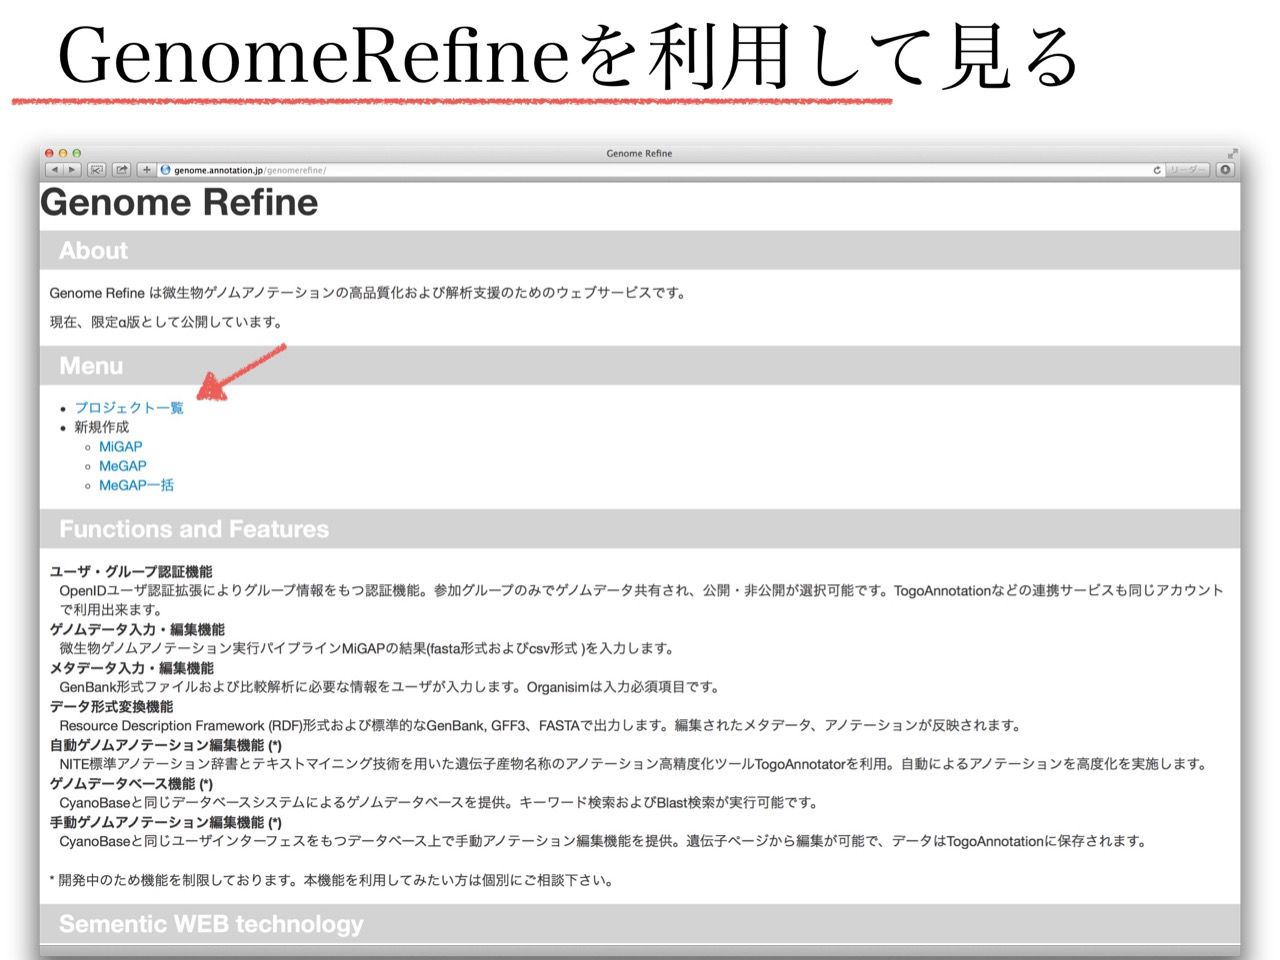 GenomeRefineを利用して見る
Genome Refine
genome.annotation.jp/genomerefine/
リーダー
Genome Refine
About
Genome Refine は微生物ゲノムアノテーションの高品質化および解析支援のためのウェブサービスです。
現在、限定α版として公開しています。
Menu
プロジェクト一覧
新規作成
MiGAP
MeGAP
MeGAP一括
Functions and Features
ユーザ・グループ認証機能
OpenIDユーザ認証拡張によりグループ情報をもつ認証機能。参加グループのみでゲノムデータ共有され、公開・非公開が選択可能です。TogoAnnotationなどの連携サービスも同じアカウント
で利用出来ます。
ゲノムデータ入力・編集機能
微生物ゲノムアノテーション実行パイプラインMiGAPの結果(fasta形式およびcsv形式 )を入力します。
メタデータ入力・編集機能
GenBank形式ファイルおよび比較解析に必要な情報をユーザが入力します。Organisimは入力必須項目です。
データ形式変換機能
Resource Description Framework (RDF)形式および標準的なGenBank, GFF3、FASTAで出力します。編集されたメタデータ、アノテーションが反映されます。
自動ゲノムアノテーション編集機能 (*)
NITE標準アノテーション辞書とテキストマイニング技術を用いた遺伝子産物名称のアノテーション高精度化ツールTogoAnnotatorを利用。自動によるアノテーションを高度化を実施します。
ゲノムデータベース機能 (*)
CyanoBaseと同じデータベースシステムによるゲノムデータベースを提供。キーワード検索およびBlast検索が実行可能です。
手動ゲノムアノテーション編集機能 (*)
CyanoBaseと同じユーザインターフェスをもつデータベース上で手動アノテーション編集機能を提供。遺伝子ページから編集が可能で、データはTogoAnnotationに保存されます。
* 開発中のため機能を制限しております。本機能を利用してみたい方は個別にご相談下さい。
Sementic WEB technology